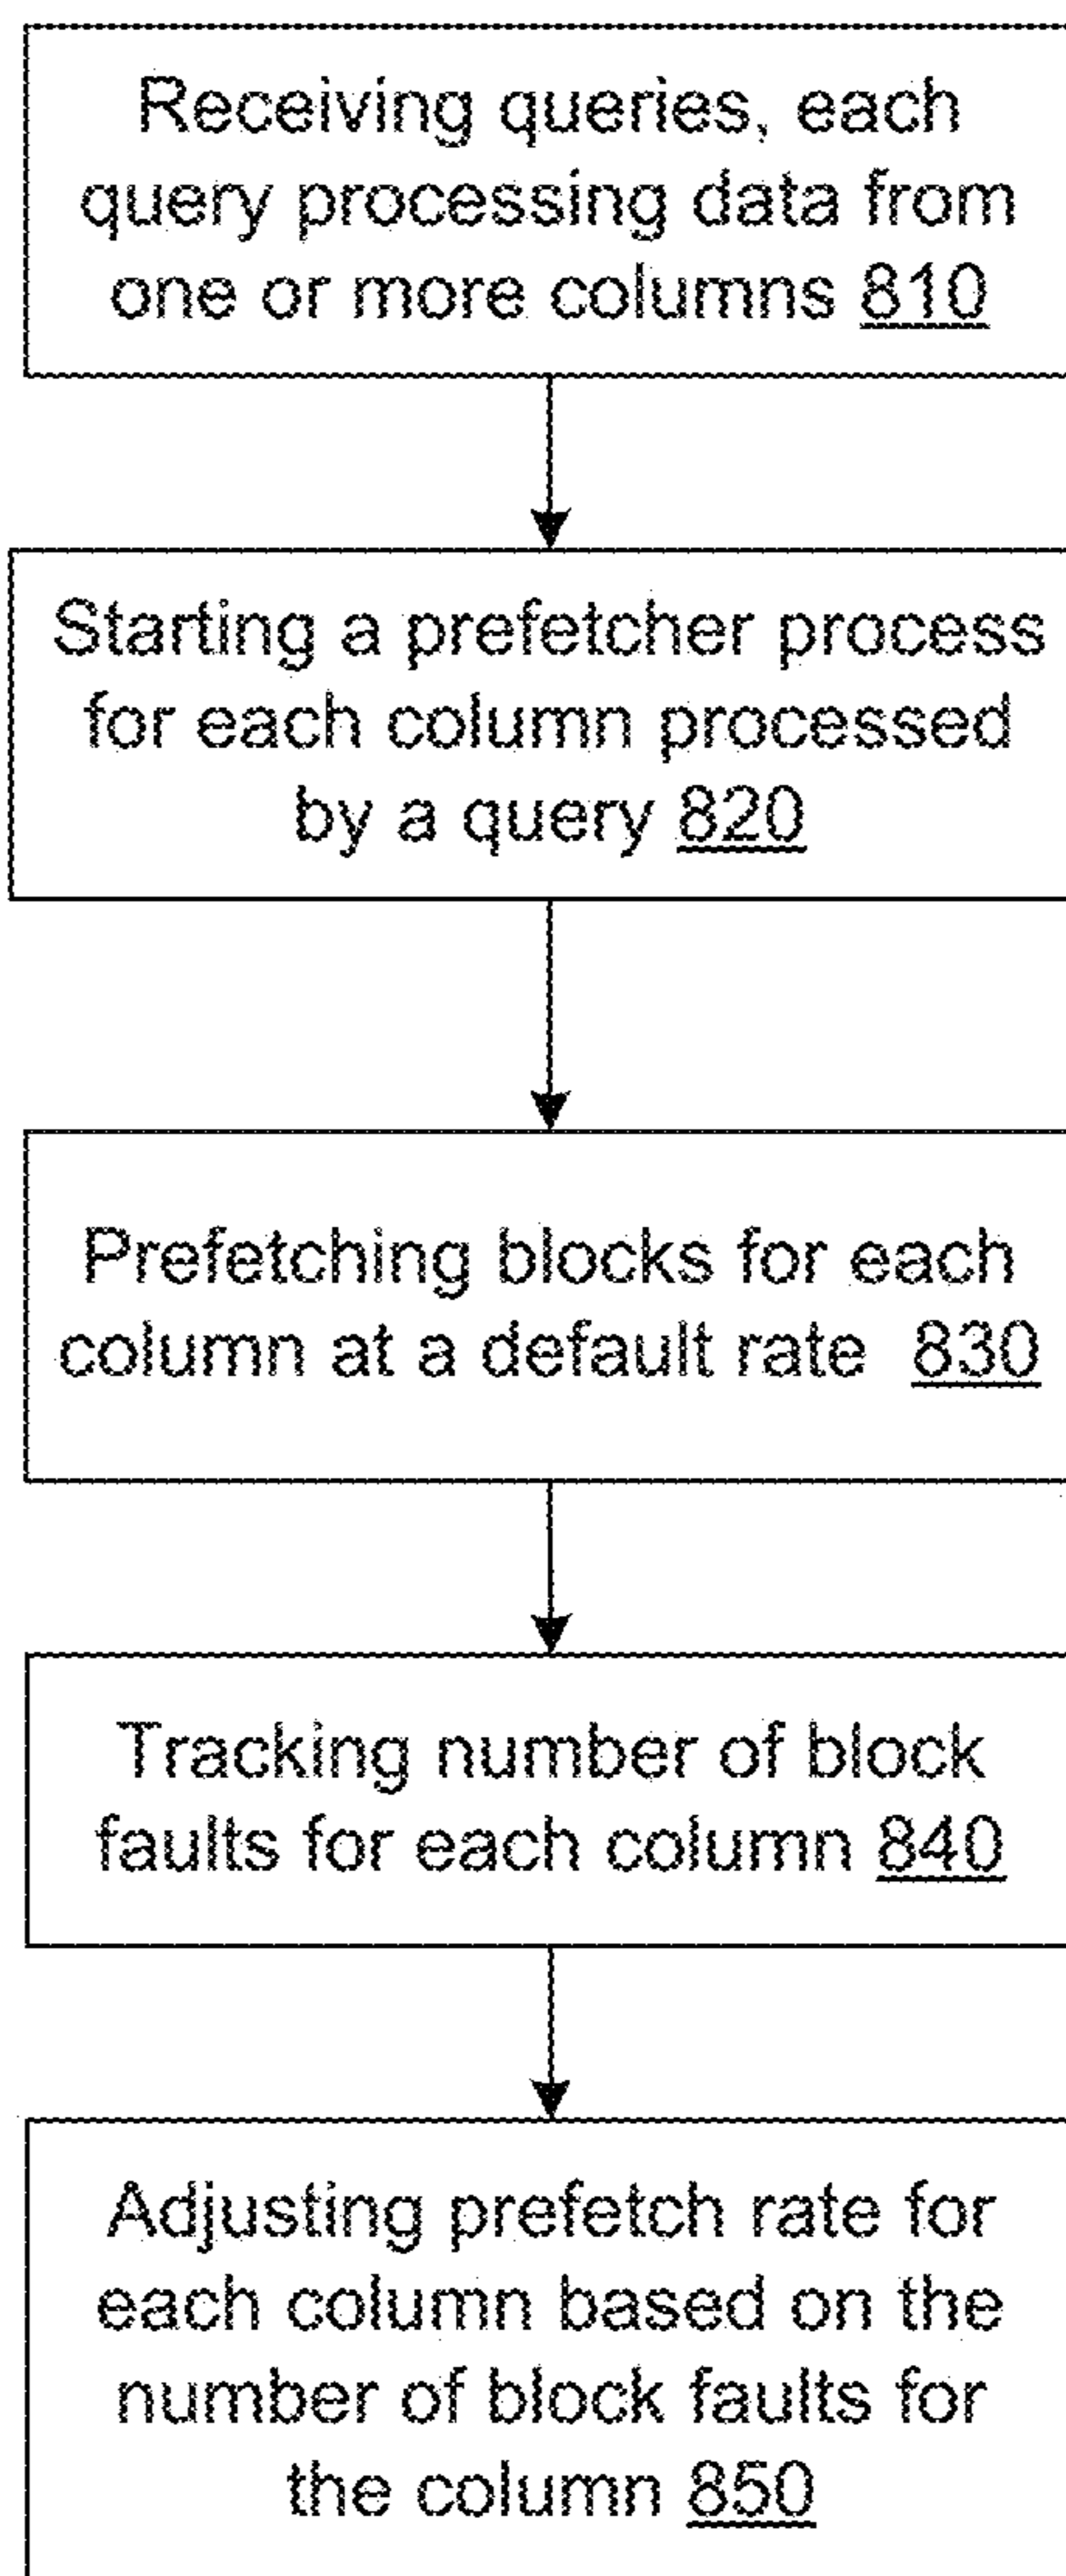 Receiving queries, each
query processing data from
one or more columns 810
Starting a prefetcher process
for each column processed
by a query 820
Prefetching blocks for each
column at a default rate 830
Tracking number of block
faults for each column 840
Adjusting prefetch rate for
each column based on the
number of block faults for
the column 850